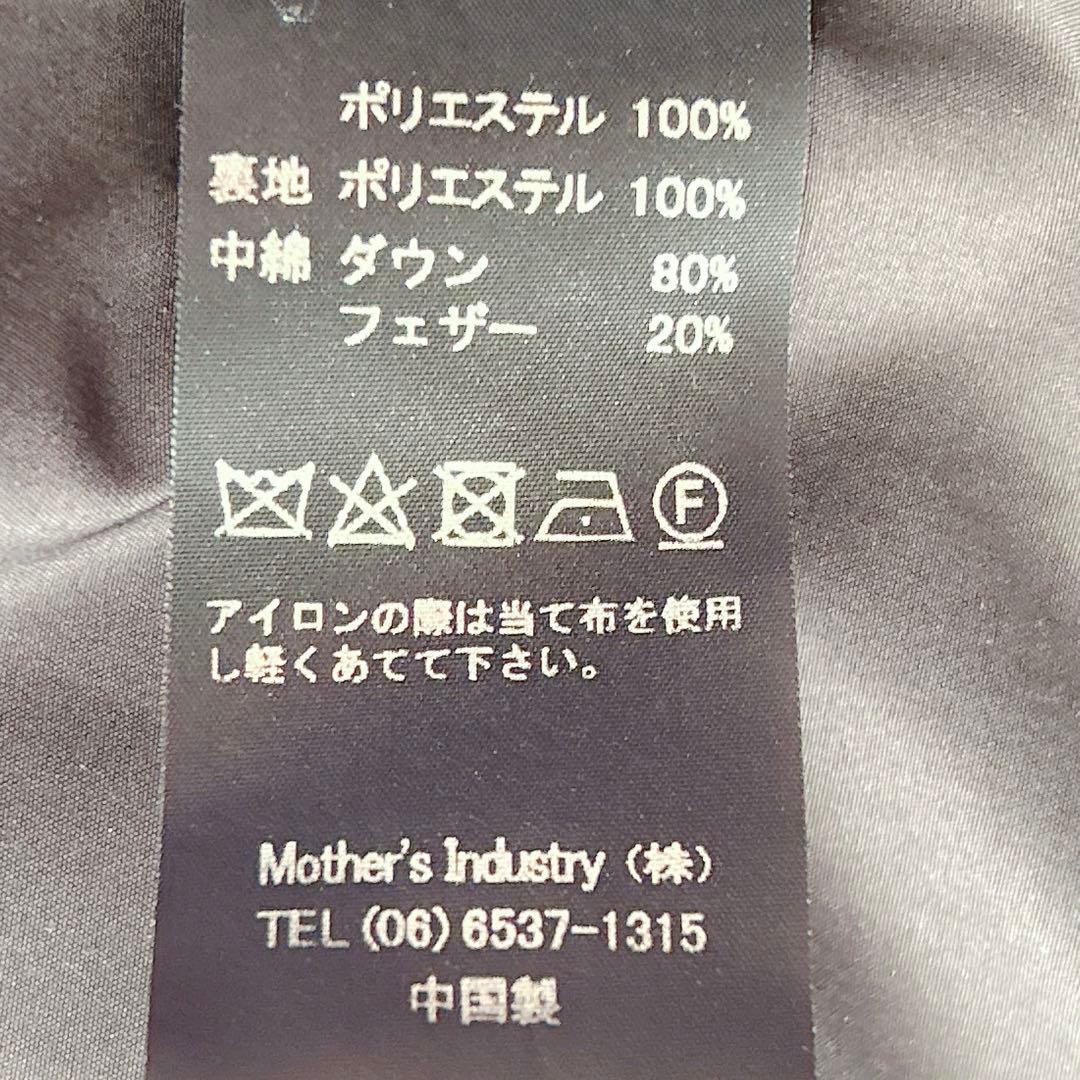 ポリエステル 100%
裏地 ポリエステル 100%
中綿 ダウン 80%
フェザー 20%
F
アイロンの際は当て布を使用
し軽くあてて下さい。
Mother's Industry (株)
TEL (06) 6537-1315
中国製